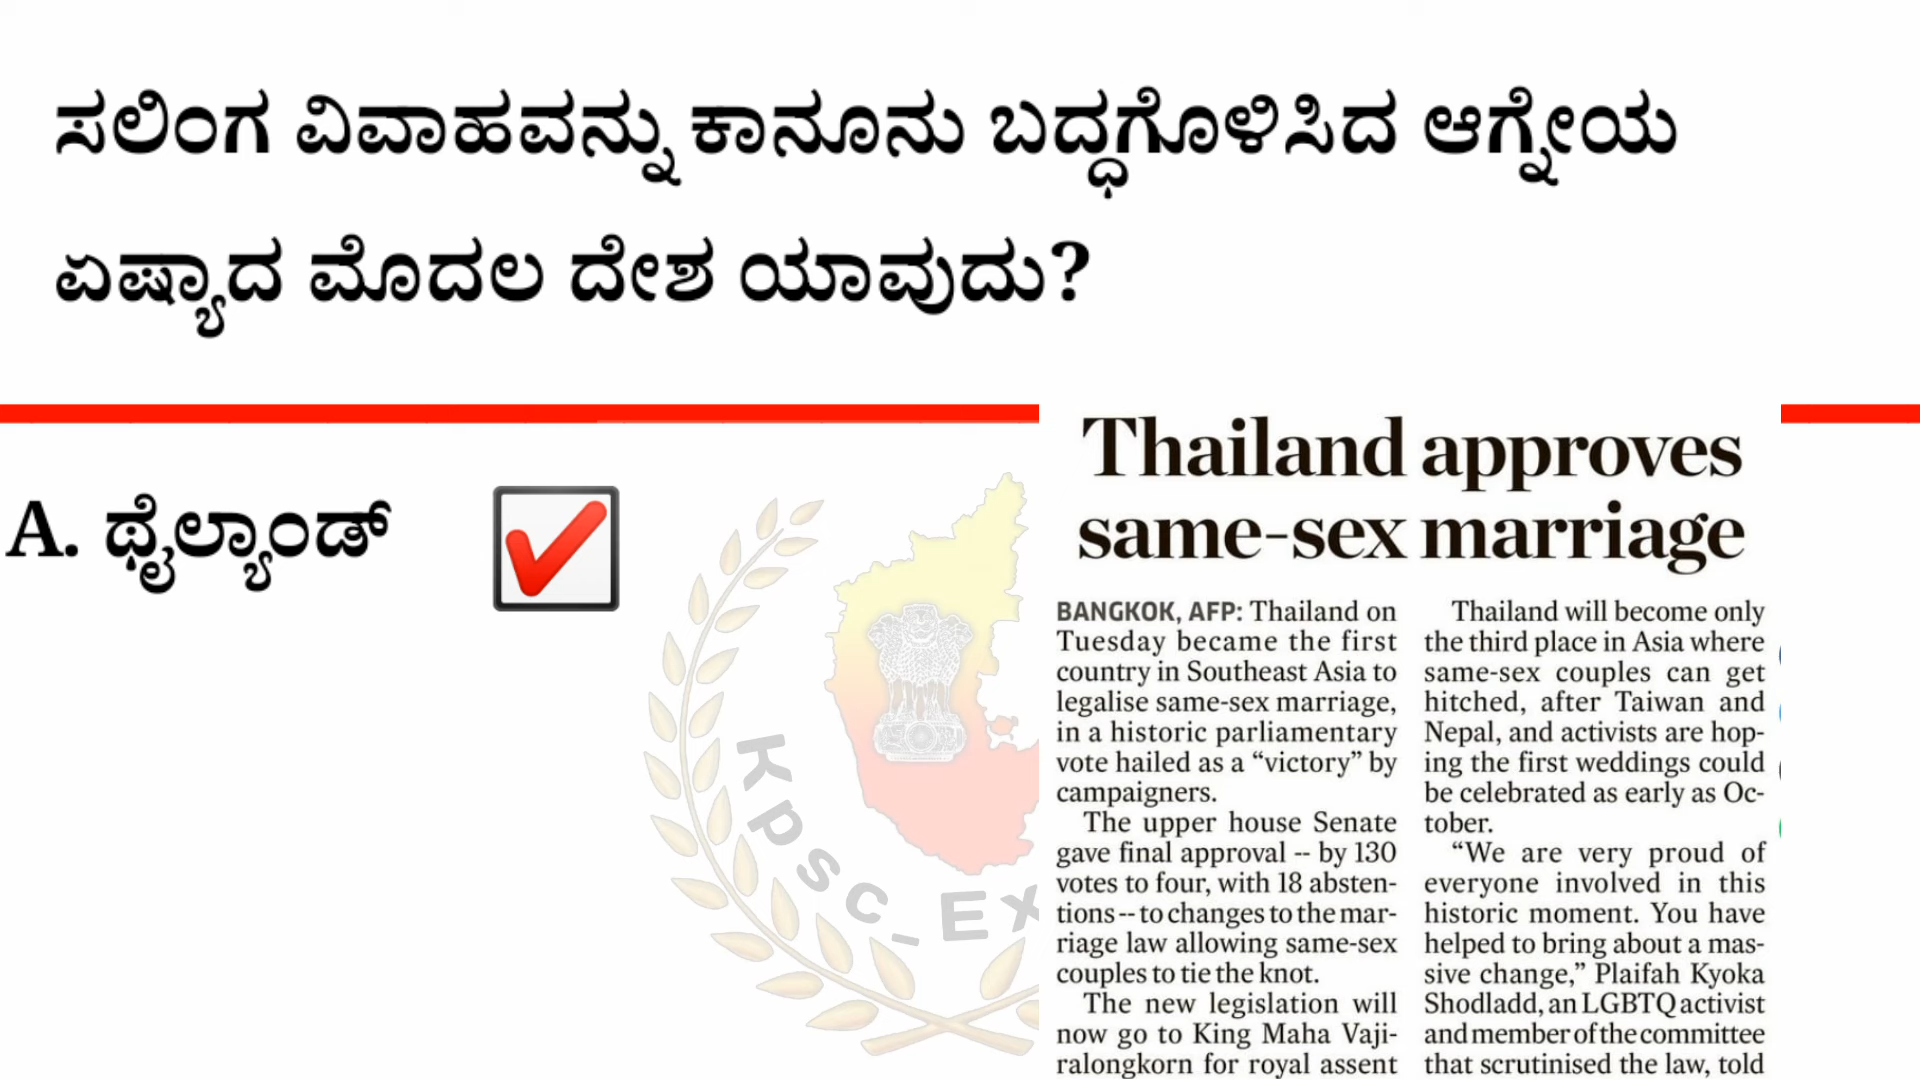 ಸಲಿಂಗ ವಿವಾಹವನ್ನು ಕಾನೂನು ಬದ್ಧಗೊಳಿಸಿದ ಆಗ್ನೇಯ
ಏಷ್ಯಾದ ಮೊದಲ ದೇಶ ಯಾವುದು?
A. ಥೈಲ್ಯಾಂಡ್
Kpsc_Ex
Thailand approves
same-sex marriage
BANGKOK, AFP: Thailand on
Tuesday became the first
country in Southeast Asia to
legalise same-sex marriage,
in a historic parliamentary
vote hailed as a “victory” by
campaigners.
The upper house Senate
gave final approval -- by 130
votes to four, with 18 absten-
tions -- to changes to the mar-
riage law allowing same-sex
couples to tie the knot.
The new legislation will
now go to King Maha Vaji-
ralongkorn for royal assent
Thailand will become only
the third place in Asia where
same-sex couples can get
hitched, after Taiwan and
Nepal, and activists are hop-
ing the first weddings could
be celebrated as early as Oc-
tober.
“We are very proud of
everyone involved in this
historic moment. You have
helped to bring about a mas-
sive change,” Plaifah Kyoka
Shodladd, an LGBTQ activist
and member of the committee
that scrutinised the law, told